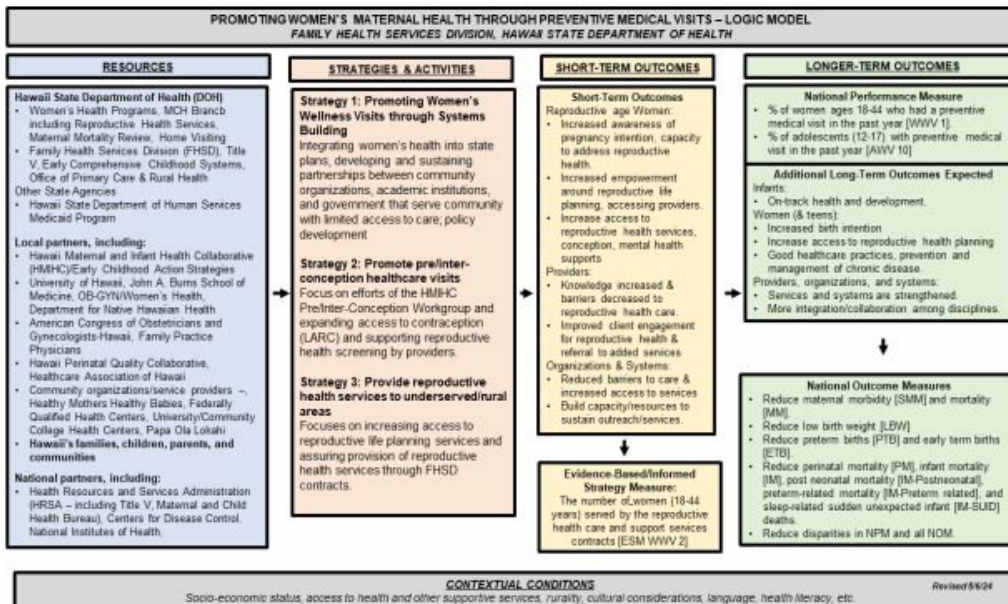 PROMOTING WOMEN'S MATERNAL HEALTH THROUGH PREVENTIVE MEDICAL VISITS – LOGIC MODEL
FAMILY HEALTH SERVICES DIVISION, HAWAII STATE DEPARTMENT OF HEALTH
RESOURCES
Hawaii State Department of Health (DOH)
• Women's Health Programs, MCH Branch
including Reproductive Health Services,
Maternal Mortality Review, Home Visiting
• Family Health Services Division (FHSD), Title
V, Early Comprehensive Childhood Systems,
Office of Primary Care & Rural Health
Other State Agencies
• Hawaii State Department of Human Services
Medicaid Program
Local partners, including:
• Hawaii Maternal and Infant Health Collaborative
(HMIHC)/Early Childhood Action Strategies
• University of Hawaii, John A. Burns School of
Medicine, OB-GYN/Women's Health,
Department for Native Hawaiian Health
• American Congress of Obstetricians and
Gynecologists-Hawaii, Family Practice
Physicians
• Hawaii Perinatal Quality Collaborative,
Healthcare Association of Hawaii
• Community organizations/service providers –,
Healthy Mothers Healthy Babies, Federally
Qualified Health Centers, University/Community
College Health Centers, Papa Ola Lokahi
• Hawaii's families, children, parents, and
communities
National partners, including:
• Health Resources and Services Administration
(HRSA – including Title V, Maternal and Child
Health Bureau), Centers for Disease Control,
National Institutes of Health,
STRATEGIES & ACTIVITIES
Strategy 1: Promoting Women's
Wellness Visits through Systems
Building
Integrating women's health into state
plans, developing and sustaining
partnerships between community
organizations, academic institutions,
and government that serve community
with limited access to care; policy
development
Strategy 2: Promote pre/inter-
conception healthcare visits
Focus on efforts of the HMIHC
Pre/Inter-Conception Workgroup and
expanding access to contraception
(LARC) and supporting reproductive
health screening by providers.
Strategy 3: Provide reproductive
health services to underserved/rural
areas
Focuses on increasing access to
reproductive life planning services and
assuring provision of reproductive
health services through FHSD
contracts.
SHORT-TERM OUTCOMES
Short-Term Outcomes
Reproductive age Women:
• Increased awareness of
pregnancy intention, capacity
to address reproductive
health.
• Increased empowerment
around reproductive life
planning, accessing providers.
• Increase access to
reproductive health services,
conception, mental health
supports
Providers:
• Knowledge increased &
barriers decreased to
reproductive health care.
• Improved client engagement
for reproductive health &
referral to added services
Organizations & Systems:
• Reduced barriers to care &
increased access to services
• Build capacity/resources to
sustain outreach/services.
Evidence-Based/Informed
Strategy Measure:
The number of women (18-44
years) served by the reproductive
health care and support services
contracts [ESM WWV 2]
LONGER-TERM OUTCOMES
National Performance Measure
• % of women ages 18-44 who had a preventive
medical visit in the past year [WWV 1].
• % of adolescents (12-17) with preventive medical
visit in the past year [AWV 10]
Additional Long-Term Outcomes Expected
Infants:
• On-track health and development.
Women (& teens):
• Increased birth intention
• Increase access to reproductive health planning
• Good healthcare practices, prevention and
management of chronic disease.
Providers, organizations, and systems:
• Services and systems are strengthened.
• More integration/collaboration among disciplines.
National Outcome Measures
• Reduce maternal morbidity [SMM] and mortality
[MM].
• Reduce low birth weight [LBW]
• Reduce preterm births [PTB] and early term births
[ETB].
• Reduce perinatal mortality [PM], infant mortality
[IM], post neonatal mortality [IM-Postneonatal],
preterm-related mortality [IM-Preterm related], and
sleep-related sudden unexpected infant [IM-SUID]
deaths.
• Reduce disparities in NPM and all NOM.
CONTEXTUAL CONDITIONS
Revised 5/6/24
Socio-economic status, access to health and other supportive services, rurality, cultural considerations, language, health literacy, etc.